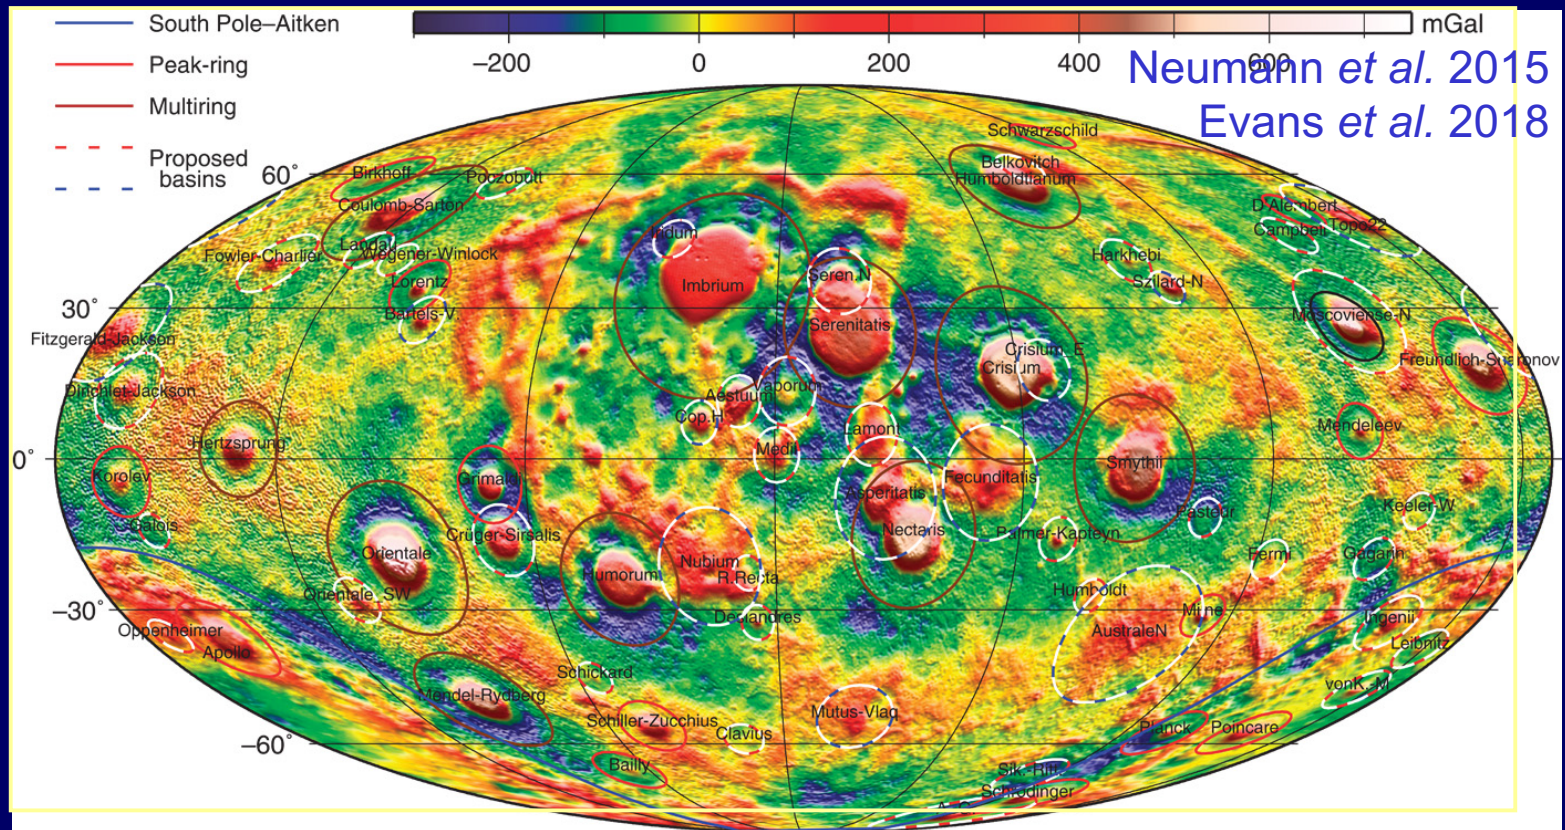 South Pole–Aitken
mGal
Peak-ring
–200
0
200
400
600
Neumann et al. 2015
Multiring
Evans et al. 2018
Proposed
basins
Schwarzschild
Belkovitch
Humboldtianum
60°
Birkhoff
Poczobutt
Coulomb-Sarton
D'Alembert
Campbell
Topo22
Iridum
Landau
Wegener-Winlock
Fowler-Charlier
Harkhebi
Lorentz
Seren.N
Szilard-N
Imbrium
30°
Bartels-V.
Moscoviense-N
Serenitatis
Fitzgerald-Jackson
Crisium_E
Crisium
Freundlich-Sharonov
Dirichlet-Jackson
Vaporum
Aestuum
Cop.H
Lamont
Mendeleev
Hertzsprung
Medii
0°
Smythii
Korolev
Grimaldi
Fecunditatis
Asperitatis
Keeler-W
Pasteur
Galois
Cruger-Sirsalis
Nectaris
Palmer-Kapteyn
Orientale
Fermi
Gagarin
Nubium
Humorum
R.Recta
Orientale_SW
Humboldt
–30°
Milne
Deslandres
Ingenii
Oppenheimer
AustraleN
Leibnitz
Apollo
Schickard
vonK.-M
Mendel-Rydberg
Mutus-Vlaq
Schiller-Zucchius
Planck
Poincare
Clavius
–60°
Bailly
Sik.-Ritt.
Schrodinger